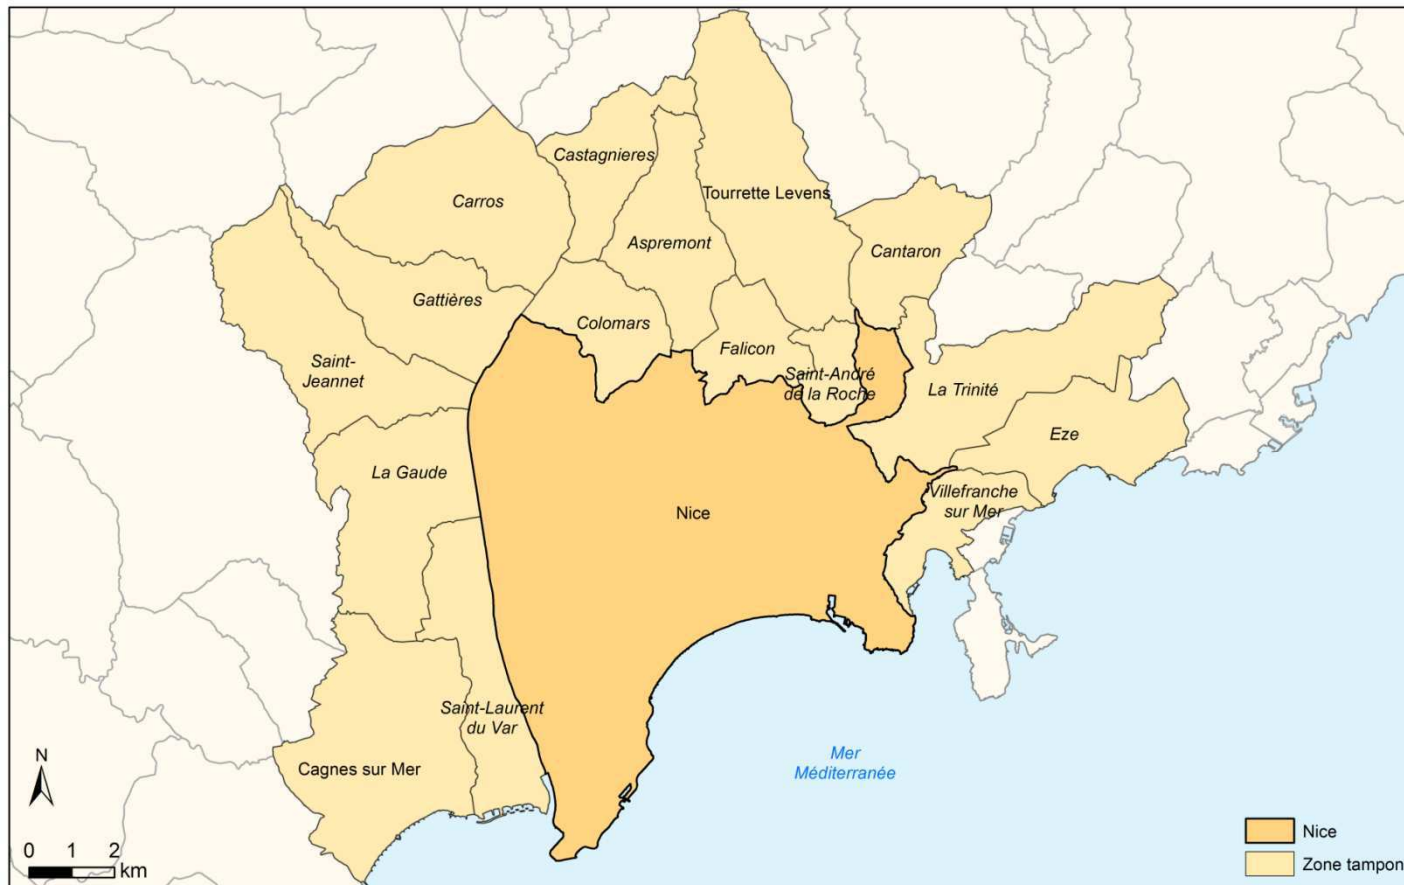 Castagnieres
Carros
Tourrette Levens
Aspremont
Cantaron
Gattières
Colomars
Falicon
Saint-
Jeannet
Saint-André
de la Roche
La Trinité
Eze
La Gaude
Villefranche
sur Mer
Nice
Saint-Laurent
du Var
Cagnes sur Mer
Mer
Méditerranée
N
0 1 2
km
Nice
Zone tampon